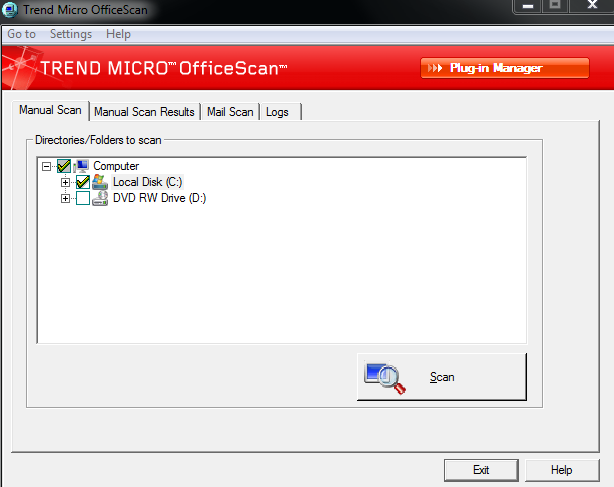 Trend Micro OfficeScan
Go to Settings Help
TREND MICRO™ OfficeScan™
Plug-in Manager
Manual Scan Manual Scan Results Mail Scan Logs
Directories/Folders to scan
Computer
Local Disk (C:)
DVD RW Drive (D:)
Scan
Exit Help